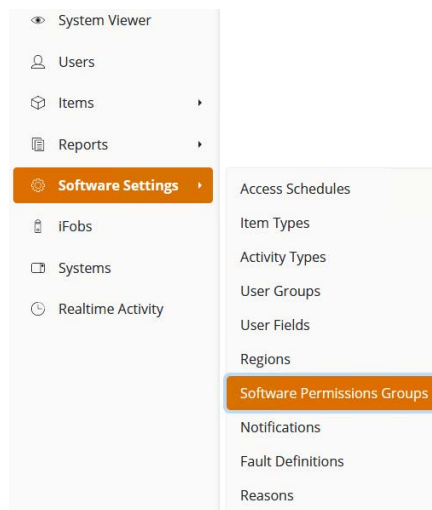 System Viewer
Users
Items
Reports
Software Settings
iFobs
Systems
Realtime Activity
Access Schedules
Item Types
Activity Types
User Groups
User Fields
Regions
Software Permissions Groups
Notifications
Fault Definitions
Reasons